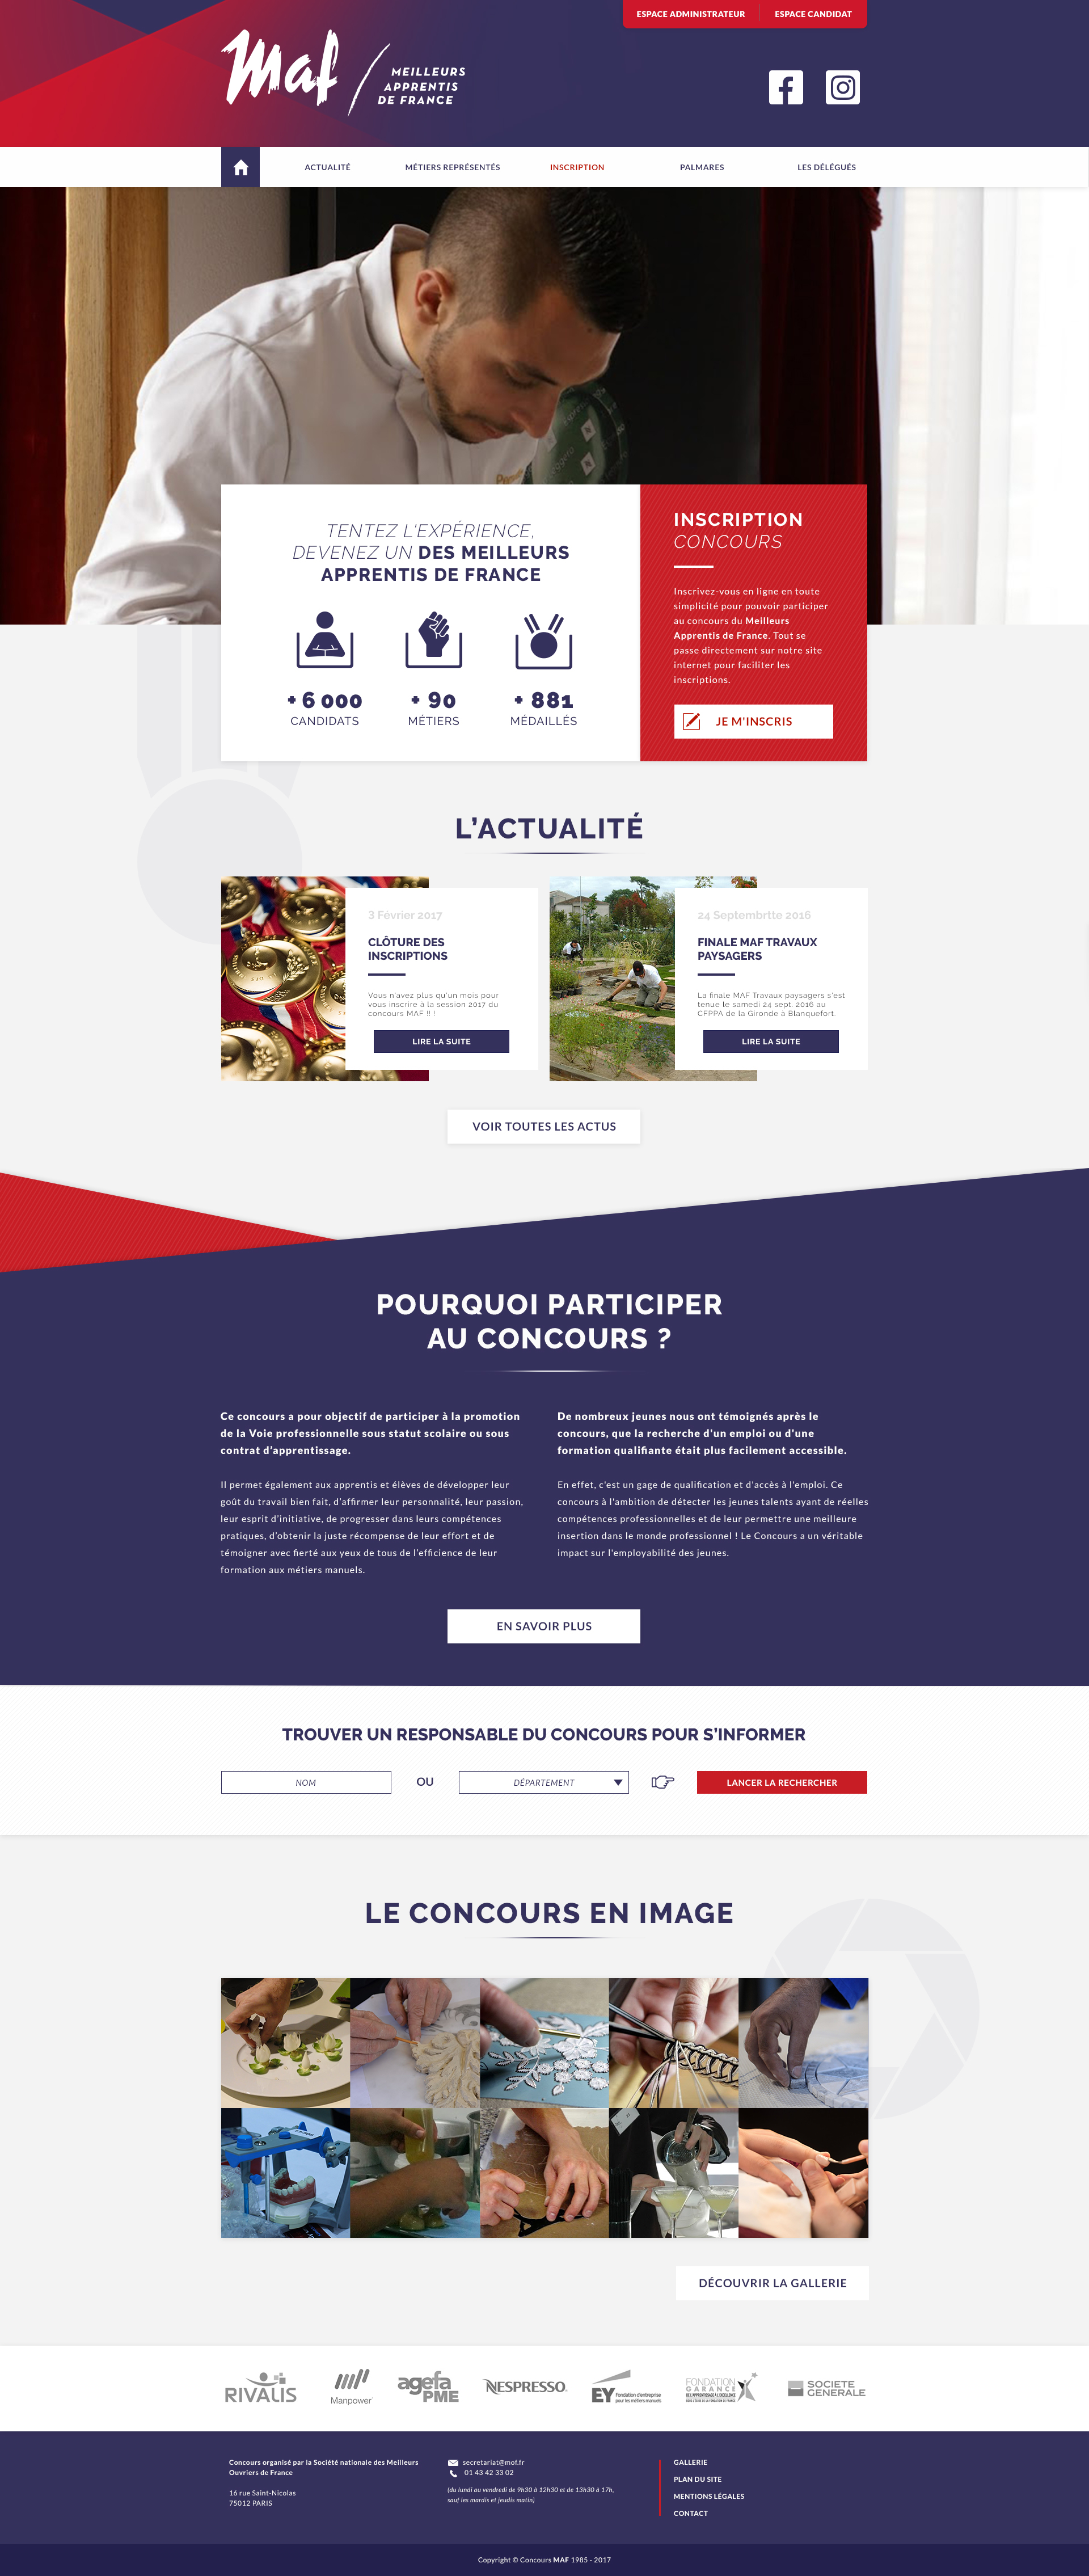 ESPACE ADMINISTRATEUR
ESPACE CANDIDAT
Maf
MEILLEURS
APPRENTIS
DE FRANCE
ACTUALITÉ
MÉTIERS REPRÉSENTÉS
INSCRIPTION
PALMARES
LES DÉLÉGUÉS
TENTEZ L'EXPÉRIENCE,
DEVENEZ UN DES MEILLEURS
APPRENTIS DE FRANCE
+ 6 000
CANDIDATS
+ 90
MÉTIERS
+ 881
MÉDAILLÉS
INSCRIPTION
CONCOURS
Inscrivez-vous en ligne en toute
simplicité pour pouvoir participer
au concours du Meilleurs
Apprentis de France. Tout se
passe directement sur notre site
internet pour faciliter les
inscriptions.
JE M'INSCRIS
L'ACTUALITÉ
3 Février 2017
CLÔTURE DES
INSCRIPTIONS
Vous n'avez plus qu'un mois pour
vous inscrire à la session 2017 du
concours MAF !! !
LIRE LA SUITE
24 Septembrtte 2016
FINALE MAF TRAVAUX
PAYSAGERS
La finale MAF Travaux paysagers s'est
tenue le samedi 24 sept. 2016 au
CFPPA de la Gironde à Blanquefort.
LIRE LA SUITE
VOIR TOUTES LES ACTUS
POURQUOI PARTICIPER
AU CONCOURS ?
Ce concours a pour objectif de participer à la promotion
de la Voie professionnelle sous statut scolaire ou sous
contrat d'apprentissage.
Il permet également aux apprentis et élèves de développer leur
goût du travail bien fait, d'affirmer leur personnalité, leur passion,
leur esprit d'initiative, de progresser dans leurs compétences
pratiques, d'obtenir la juste récompense de leur effort et de
témoigner avec fierté aux yeux de tous de l'efficience de leur
formation aux métiers manuels.
De nombreux jeunes nous ont témoignés après le
concours, que la recherche d'un emploi ou d'une
formation qualifiante était plus facilement accessible.
En effet, c'est un gage de qualification et d'accès à l'emploi. Ce
concours à l'ambition de détecter les jeunes talents ayant de réelles
compétences professionnelles et de leur permettre une meilleure
insertion dans le monde professionnel ! Le Concours a un véritable
impact sur l'employabilité des jeunes.
EN SAVOIR PLUS
TROUVER UN RESPONSABLE DU CONCOURS POUR S'INFORMER
NOM
OU
DÉPARTEMENT
LANCER LA RECHERCHER
LE CONCOURS EN IMAGE
DÉCOUVRIR LA GALLERIE
RIVALIS
Manpower
agefa
PME
NESPRESSO
EY Fondation d'entreprise
pour les métiers manuels
FONDATION
GARANCE
SOCIETE
GENERALE
Concours organisé par la Société nationale des Meilleurs
Ouvriers de France
16 rue Saint-Nicolas
75012 PARIS
secretariat@mof.fr
01 43 42 33 02
(du lundi au vendredi de 9h30 à 12h30 et de 13h30 à 17h,
sauf les mardis et jeudis matin)
GALLERIE
PLAN DU SITE
MENTIONS LÉGALES
CONTACT
Copyright © Concours MAF 1985 - 2017